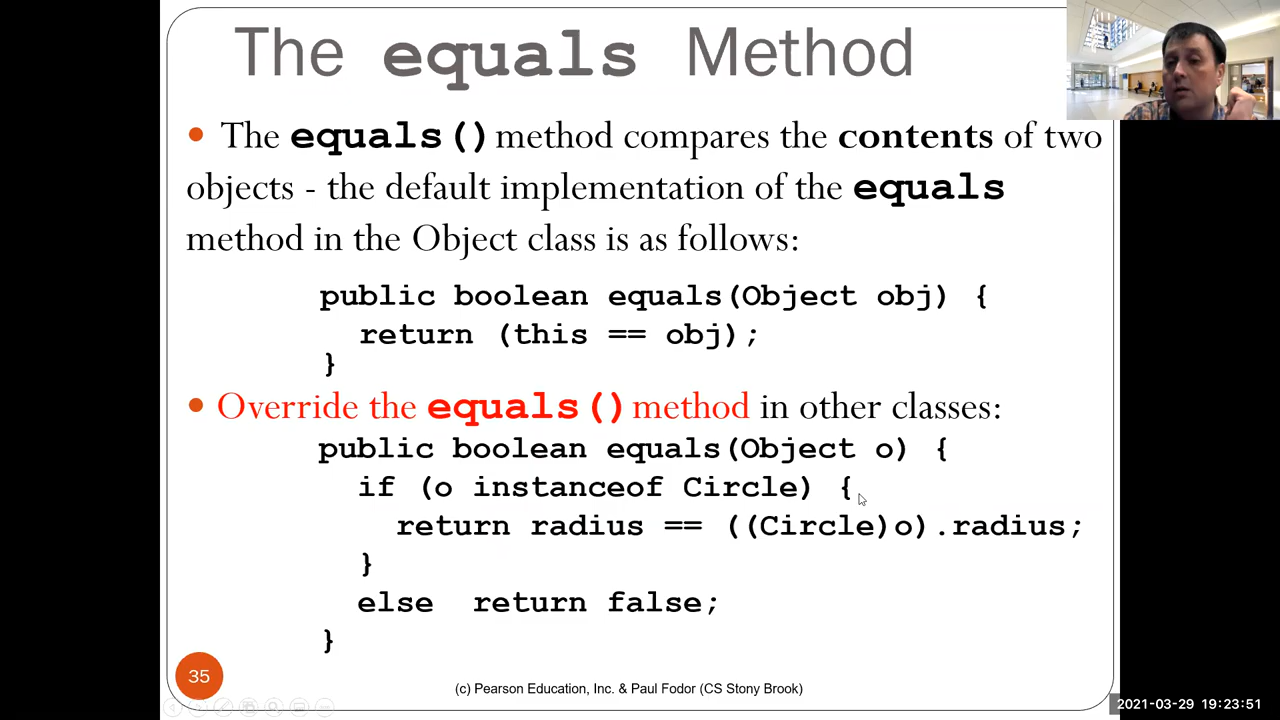 The equals Method
• The equals() method compares the contents of two
objects - the default implementation of the equals
method in the Object class is as follows:
public boolean equals(Object obj) {
return (this == obj);
}
• Override the equals() method in other classes:
public boolean equals(Object o) {
if (o instanceof Circle) {
return radius == ((Circle)o).radius;
}
else return false;
}
35
(c) Pearson Education, Inc. & Paul Fodor (CS Stony Brook)
2021-03-29 19:23:51